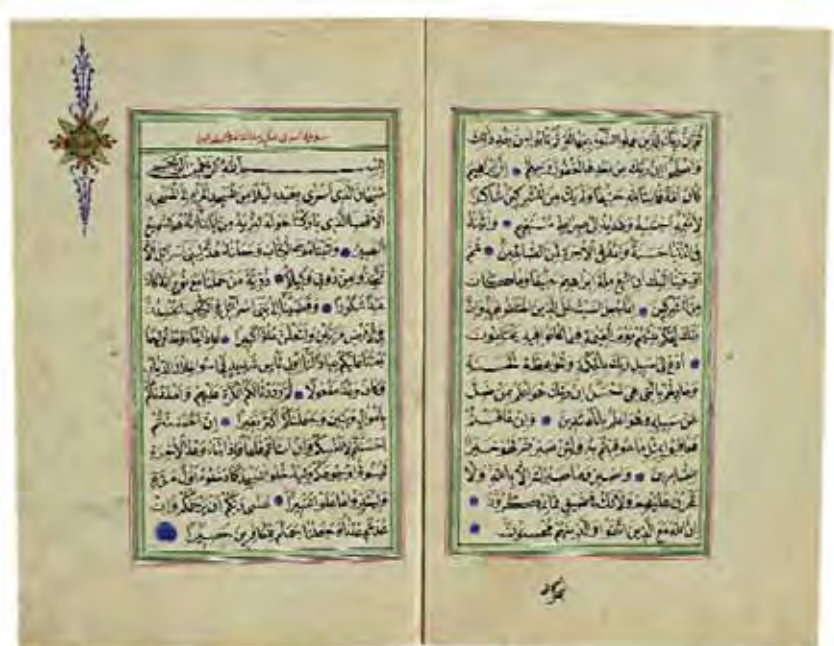 ثم ان ربك للذين عملوا السوء بجهالة ثم تابوا من بعد ذلك
واصلحوا ان ربك من بعدها لغفور رحيم ان ابراهيم
كان امة قانتا لله حنيفا ولم يك من المشركين شاكرا
لانعمه اجتبيه وهديه الى صراط مستقيم واتيناه
في الدنيا حسنة وانه في الاخرة لمن الصالحين ثم
اوحينا اليك ان اتبع ملة ابراهيم حنيفا وما كان
من المشركين انما جعل السبت على الذين اختلفوا فيه وان
ربك ليحكم بينهم يوم القيمة فيما كانوا فيه يختلفون
ادع الى سبيل ربك بالحكمة والموعظة الحسنة
وجادلهم بالتي هي احسن ان ربك هو اعلم بمن ضل
عن سبيله وهو اعلم بالمهتدين وان عاقبتم
فعاقبوا بمثل ما عوقبتم به ولئن صبرتم لهو خير
للصابرين واصبر وما صبرك الا بالله ولا
تحزن عليهم ولا تك في ضيق مما يمكرون
ان الله مع الذين اتقوا والذين هم محسنون
بسم الله الرحمن الرحيم
سبحان الذي اسرى بعبده ليلا من المسجد الحرام الى المسجد
الاقصا الذي باركنا حوله لنريه من اياتنا انه هو السميع
البصير واتينا موسى الكتاب وجعلناه هدى لبني اسرائل الا
تتخذوا من دوني وكيلا ذرية من حملنا مع نوح انه كان
عبدا شكورا وقضينا الى بني اسرائل في الكتاب لتفسدن
في الارض مرتين ولتعلن علوا كبيرا فاذا جاء وعد اوليهما
بعثنا عليكم عبادا لنا اولى باس شديد فجاسوا خلال الديار
وكان وعدا مفعولا ثم رددنا لكم الكرة عليهم وامددناكم
باموال وبنين وجعلناكم اكثر نفيرا ان احسنتم
احسنتم لانفسكم وان اساتم فلها فاذا جاء وعد الاخرة
ليسوا وجوهكم وليدخلوا المسجد كما دخلوه اول مرة
وليتبروا ما علوا تتبيرا عسى ربكم ان يرحمكم وان
عدتم عدنا وجعلنا جهنم للكافرين حصيرا